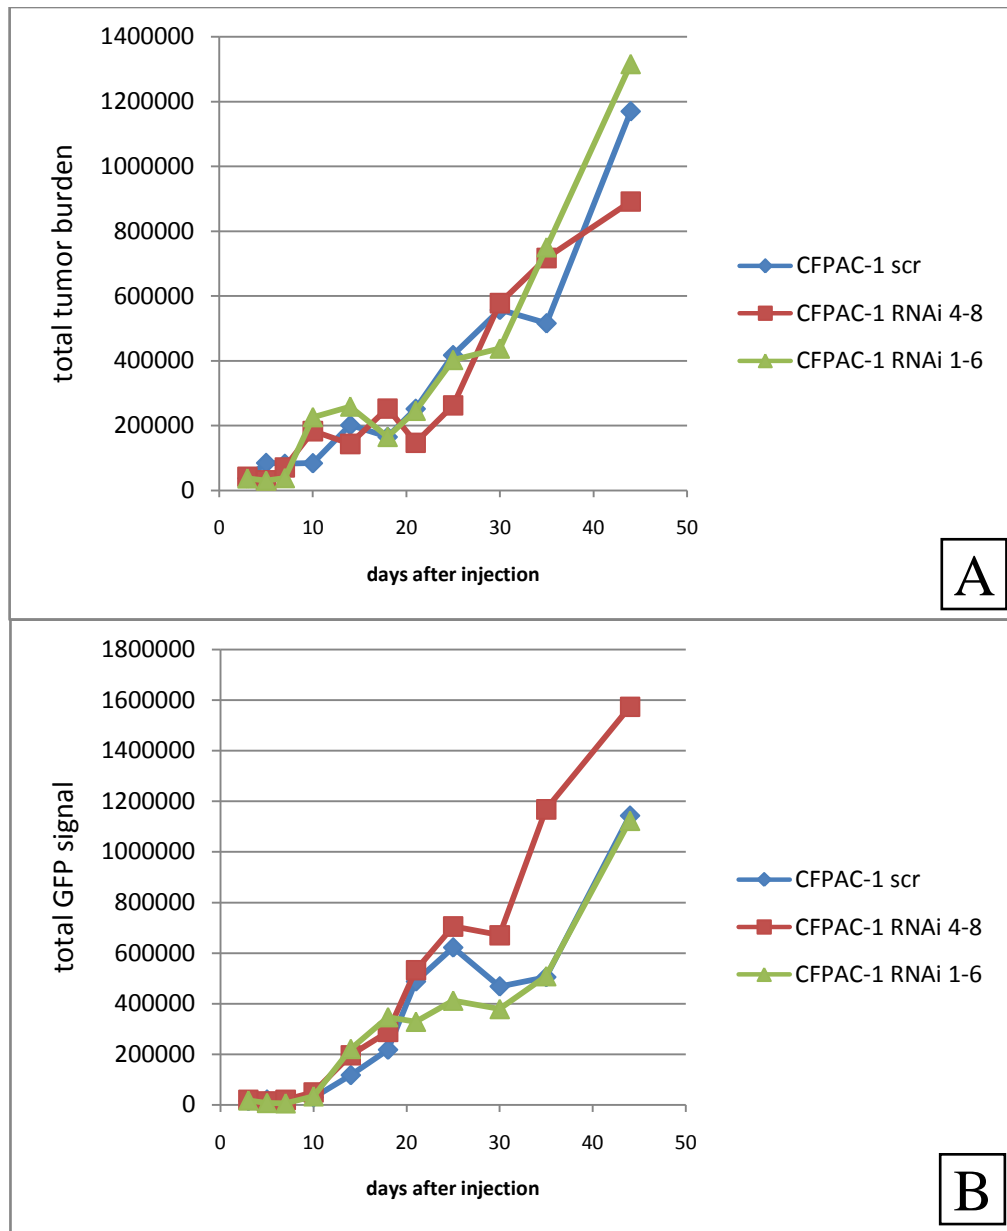 1400000
1200000
1000000
800000
600000
400000
200000
0
total tumor burden
0 10 20 30 40 50
days after injection
CFPAC-1 scr
CFPAC-1 RNAi 4-8
CFPAC-1 RNAi 1-6
A
1800000
1600000
1400000
1200000
1000000
800000
600000
400000
200000
0
total GFP signal
0 10 20 30 40 50
days after injection
CFPAC-1 scr
CFPAC-1 RNAi 4-8
CFPAC-1 RNAi 1-6
B